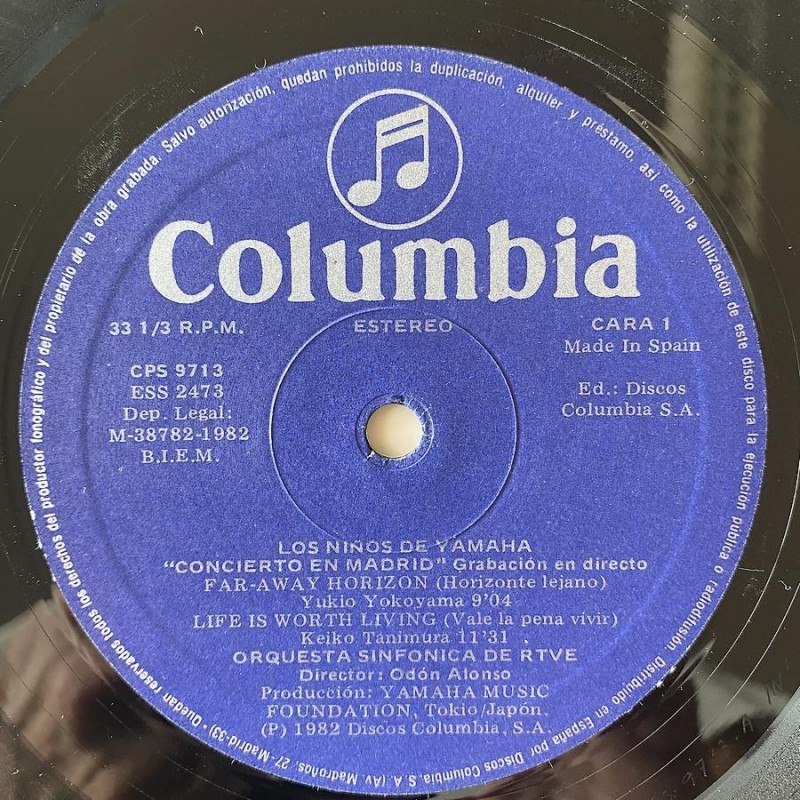 Columbia
33 1/3 R.P.M.
ESTEREO
CARA 1
Made In Spain
CPS 9713
ESS 2473
Dep. Legal:
M-38782-1982
B.I.E.M.
Ed.: Discos
Columbia S.A.
LOS NIÑOS DE YAMAHA
"CONCIERTO EN MADRID" Grabación en directo
FAR-AWAY HORIZON (Horizonte lejano)
Yukio Yokoyama 9'04
LIFE IS WORTH LIVING (Vale la pena vivir)
Keiko Tanimura 11'31
ORQUESTA SINFONICA DE RTVE
Director: Odón Alonso
Producción: YAMAHA MUSIC
FOUNDATION, Tokio/Japón.
(P) 1982 Discos Columbia, S.A.
Quedan reservados todos los derechos del productor fonográfico y del propietario de la obra grabada. Salvo autorización, quedan prohibidos la duplicación, alquiler y préstamo, así como la utilización de este disco para la ejecución pública o radiodifusión. Distribuido en España por Discos Columbia, S.A. (Av. Madroños, 27-Madrid-33) •